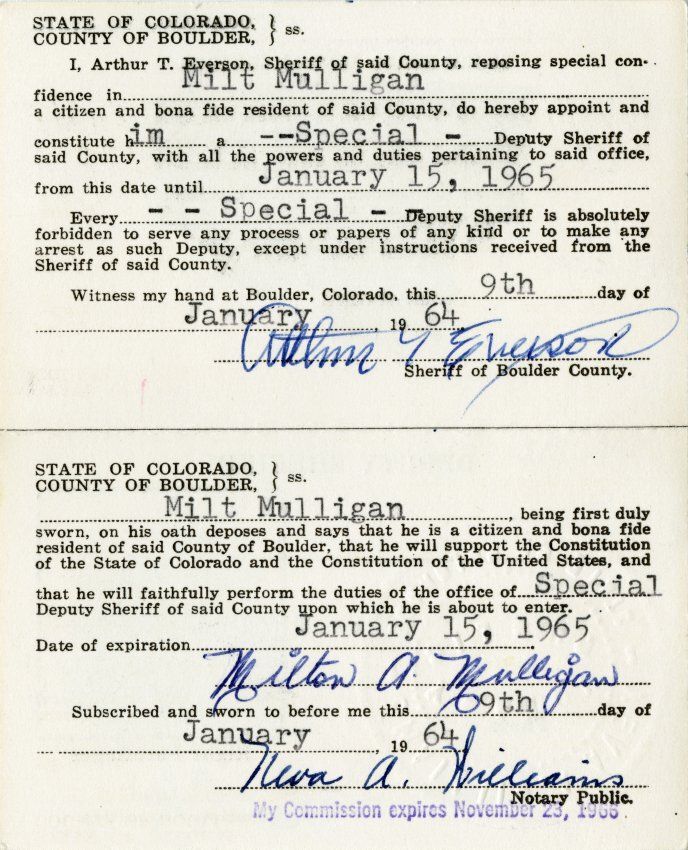 STATE OF COLORADO, } ss.
COUNTY OF BOULDER, }
I, Arthur T. Everson, Sheriff of said County, reposing special con-
fidence in Milt Mulligan
a citizen and bona fide resident of said County, do hereby appoint and
constitute him a --Special - Deputy Sheriff of
said County, with all the powers and duties pertaining to said office,
from this date until January 15, 1965
Every - - Special - Deputy Sheriff is absolutely
forbidden to serve any process or papers of any kind or to make any
arrest as such Deputy, except under instructions received from the
Sheriff of said County.
Witness my hand at Boulder, Colorado, this 9th day of
January, 19 64
Arthur T Everson
Sheriff of Boulder County.
STATE OF COLORADO, } ss.
COUNTY OF BOULDER, }
Milt Mulligan, being first duly
sworn, on his oath deposes and says that he is a citizen and bona fide
resident of said County of Boulder, that he will support the Constitution
of the State of Colorado and the Constitution of the United States, and
that he will faithfully perform the duties of the office of Special
Deputy Sheriff of said County upon which he is about to enter.
Date of expiration January 15, 1965
Milton A. Mulligan
Subscribed and sworn to before me this 9th day of
January, 19 64
Neva A. Williams
Notary Public.
My Commission expires November 23,